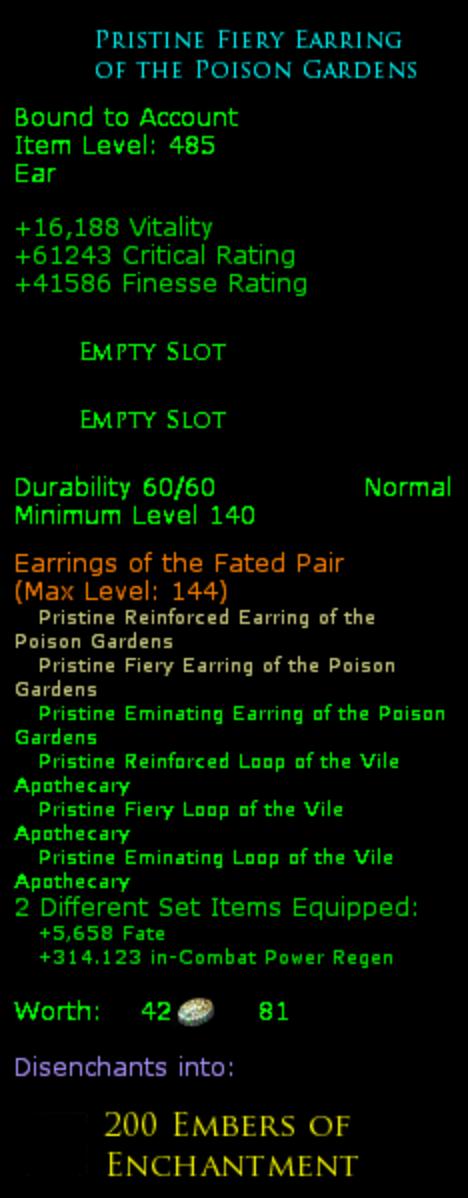 Pristine Fiery Earring
of the Poison Gardens
Bound to Account
Item Level: 485
Ear
+16,188 Vitality
+61243 Critical Rating
+41586 Finesse Rating
Empty Slot
Empty Slot
Durability 60/60 Normal
Minimum Level 140
Earrings of the Fated Pair
(Max Level: 144)
Pristine Reinforced Earring of the
Poison Gardens
Pristine Fiery Earring of the Poison
Gardens
Pristine Eminating Earring of the Poison
Gardens
Pristine Reinforced Loop of the Vile
Apothecary
Pristine Fiery Loop of the Vile
Apothecary
Pristine Eminating Loop of the Vile
Apothecary
2 Different Set Items Equipped:
+5,658 Fate
+314.123 in-Combat Power Regen
Worth: 42 81
Disenchants into:
200 Embers of
Enchantment